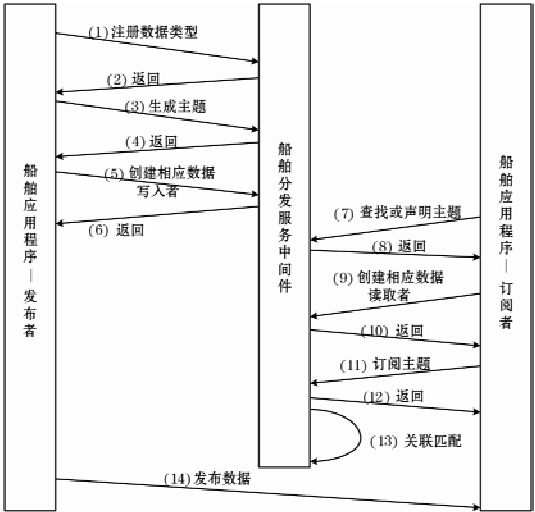 (1)注册数据类型
(2)返回
(3)生成主题
(4)返回
(5)创建相应数据
写入者
(6) 返回
(7) 查找或声明主题
(8)返回
(9)创建相应数据
读取者
(10)返回
(11) 订阅主题
(12)返回
(13) 关联匹配
(14)发布数据
船舶应用程序—发布者
船舶分发服务中间件
船舶应用程序—订阅者